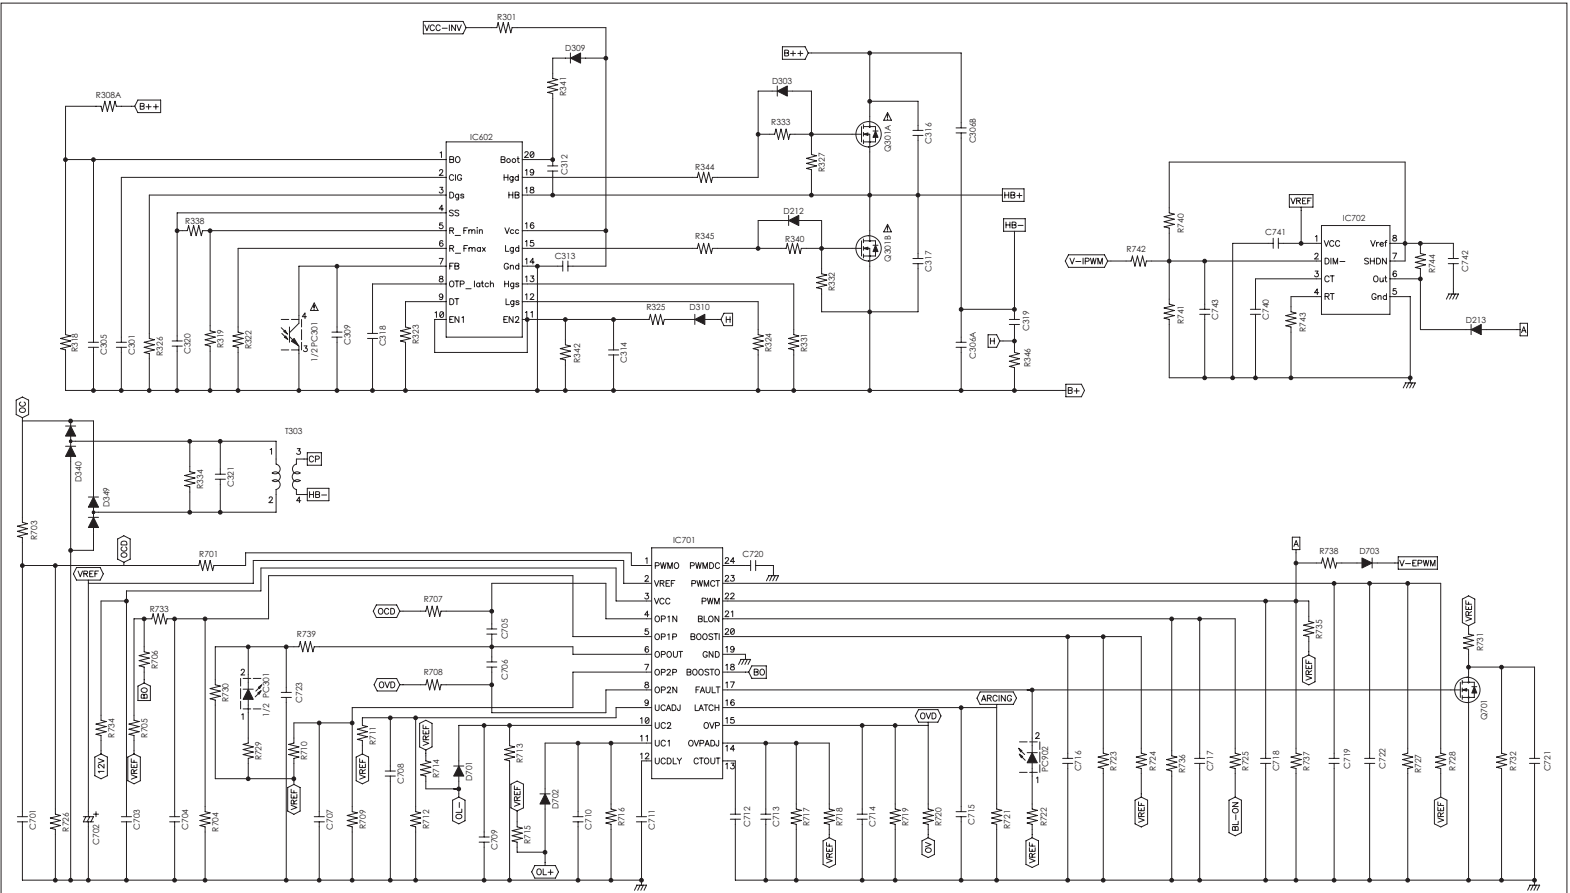 VCC-INV
R301
D309
R341
B++
R308A
B++
D303
R333
R327
Q301A
C316
C306B
IC602
1 BO Boot 20
2 CIG Hgd 19
3 Dgs HB 18
4 SS
5 R_Fmin Vcc 16
6 R_Fmax Lgd 15
7 FB Gnd 14
8 OTP_latch Hgs 13
9 DT Lgs 12
10 EN1 EN2 11
C312
R344
HB+
HB-
R338
D212
R345
R340
Q301B
C317
R332
C313
R325
D310
H
4
3
1/2 PC301
R318
C305
C301
R326
C320
R319
R322
C309
C318
R323
R342
C314
R324
R331
C306A
C319
H
R346
B+
R740
VREF
IC702
C741
1 VCC Vref 8
2 DIM- SHDN 7
3 CT Out 6
4 RT Gnd 5
V-IPWM
R742
R744
C742
R741
C743
C740
R743
D213
A
OC
T303
D340
D349
R334
C321
1
2
3
4
CP
HB-
R703
OCD
R701
VREF
IC701
1 PWMO PWMDC 24
2 VREF PWMCT 23
3 VCC PWM 22
4 OP1N BLON 21
5 OP1P BOOSTI 20
6 OPOUT GND 19
7 OP2P BOOSTO 18
8 OP2N FAULT 17
9 UCADJ LATCH 16
10 UC2 OVP 15
11 UC1 OVPADJ 14
12 UCDLY CTOUT 13
C720
A
R738
D703
V-EPWM
R733
OCD
R707
C705
R739
C706
OVD
R708
BO
R706
BO
R730
2
1
1/2 PC301
C723
R734
12V
R705
VREF
R729
R710
VREF
R711
VREF
VREF
R714
D701
OL-
R713
VREF
R715
D702
OL+
C701
R726
C702
+
C703
C704
R704
C707
R709
C708
R712
C709
C710
R716
C711
ARCING
OVD
2
1
PC902
C712
C713
R717
R718
VREF
C714
R719
R720
OV
C715
R721
R722
VREF
C716
R723
R724
VREF
R736
C717
R725
BL-ON
C718
R737
R735
VREF
C719
C722
R727
R728
VREF
VREF
R731
Q701
R732
C721